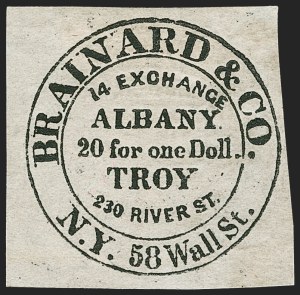 BRAINARD & CO.
14 EXCHANGE
ALBANY
20 for one Doll.
TROY
230 RIVER ST.
N.Y. 58 Wall St.